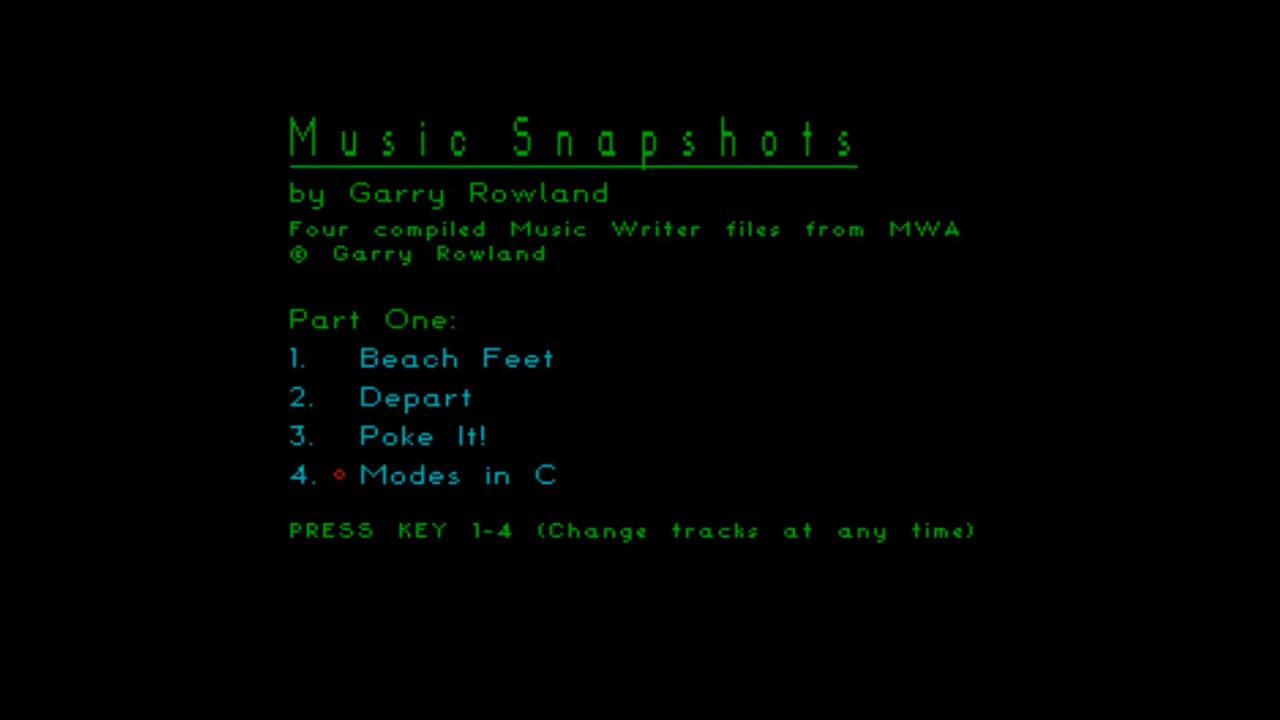 Music Snapshots
by Garry Rowland
Four compiled Music Writer files from MWA
© Garry Rowland
Part One:
1. Beach Feet
2. Depart
3. Poke It!
4. Modes in C
PRESS KEY 1-4 (Change tracks at any time)